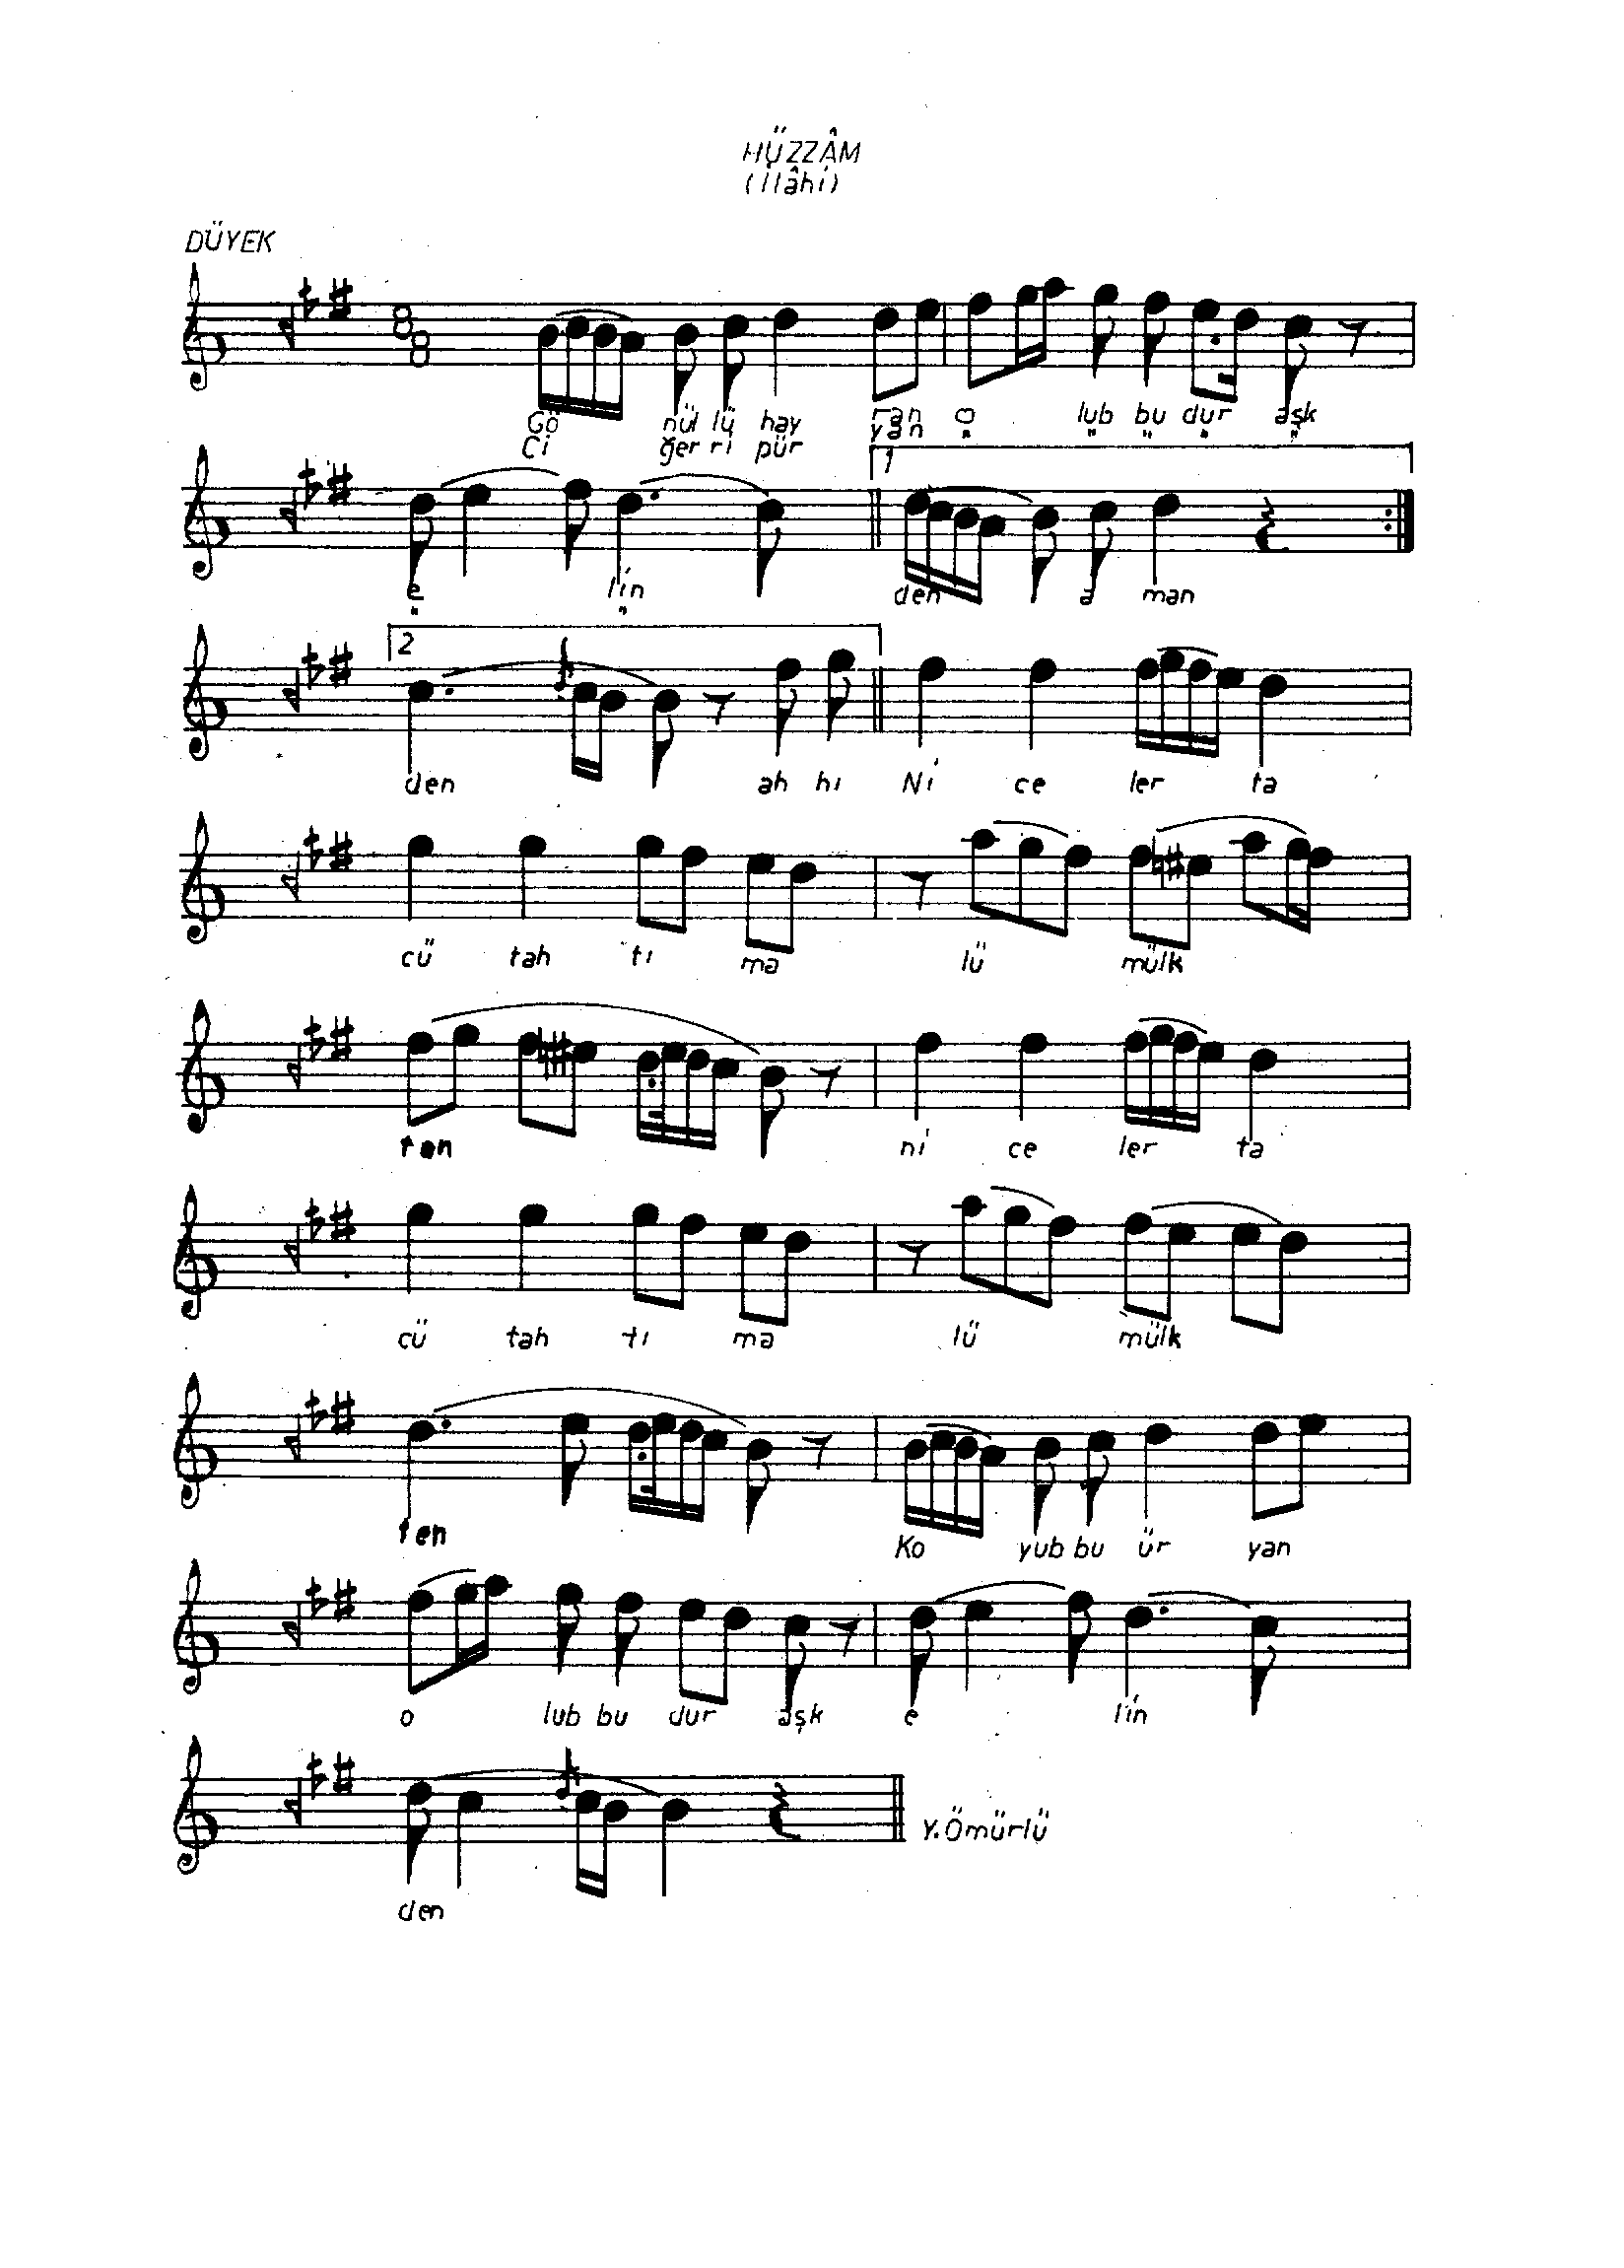 HÜZZÂM
(İlâhi)
DÜYEK
8
8
Gö nül lü hay ran o lub bu dur aşk
Ci ğer ri pür yan " " " " "
1
e lin den a man
" "
2
den ah hı Ni ce ler ta
cü tah tı ma lü mülk
ten ni ce ler ta
cü tah tı ma lü mülk
ten Ko yub bu ür yan
o lub bu dur aşk e lin
Y.Ömürlü
den